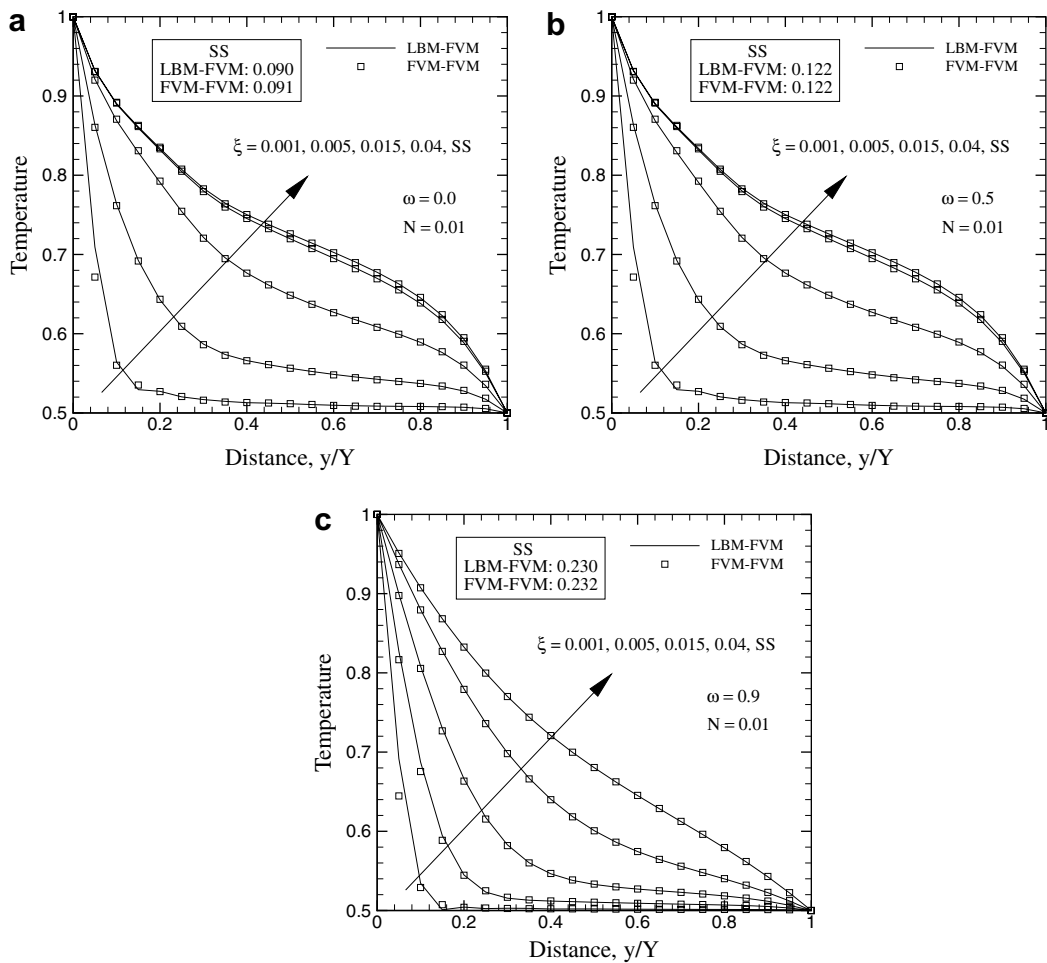 a
SS
LBM-FVM: 0.090
FVM-FVM: 0.091
LBM-FVM
FVM-FVM
ξ = 0.001, 0.005, 0.015, 0.04, SS
ω = 0.0
N = 0.01
Temperature
1
0.9
0.8
0.7
0.6
0.5
0 0.2 0.4 0.6 0.8 1
Distance, y/Y
b
SS
LBM-FVM: 0.122
FVM-FVM: 0.122
LBM-FVM
FVM-FVM
ξ = 0.001, 0.005, 0.015, 0.04, SS
ω = 0.5
N = 0.01
Temperature
1
0.9
0.8
0.7
0.6
0.5
0 0.2 0.4 0.6 0.8 1
Distance, y/Y
c
SS
LBM-FVM: 0.230
FVM-FVM: 0.232
LBM-FVM
FVM-FVM
ξ = 0.001, 0.005, 0.015, 0.04, SS
ω = 0.9
N = 0.01
Temperature
1
0.9
0.8
0.7
0.6
0.5
0 0.2 0.4 0.6 0.8 1
Distance, y/Y